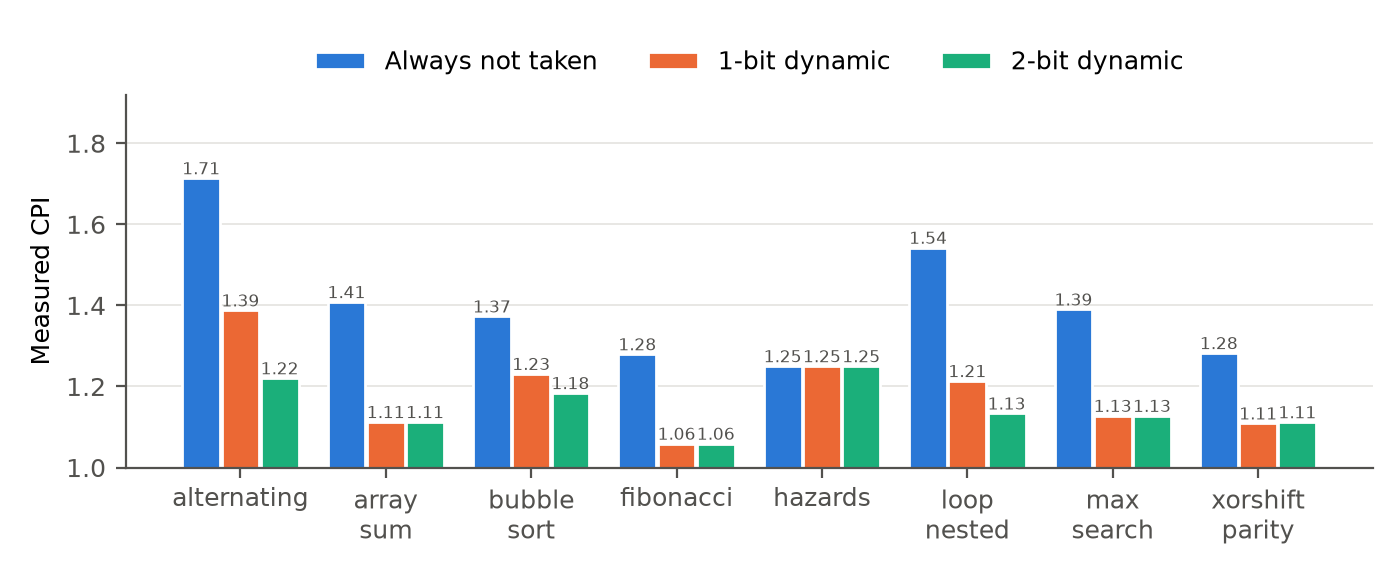 Always not taken 1-bit dynamic 2-bit dynamic
Measured CPI
1.8
1.6
1.4
1.2
1.0
1.71
1.39
1.22
1.41
1.11
1.11
1.37
1.23
1.18
1.28
1.06
1.06
1.25
1.25
1.25
1.54
1.21
1.13
1.39
1.13
1.13
1.28
1.11
1.11
alternating
array
sum
bubble
sort
fibonacci
hazards
loop
nested
max
search
xorshift
parity